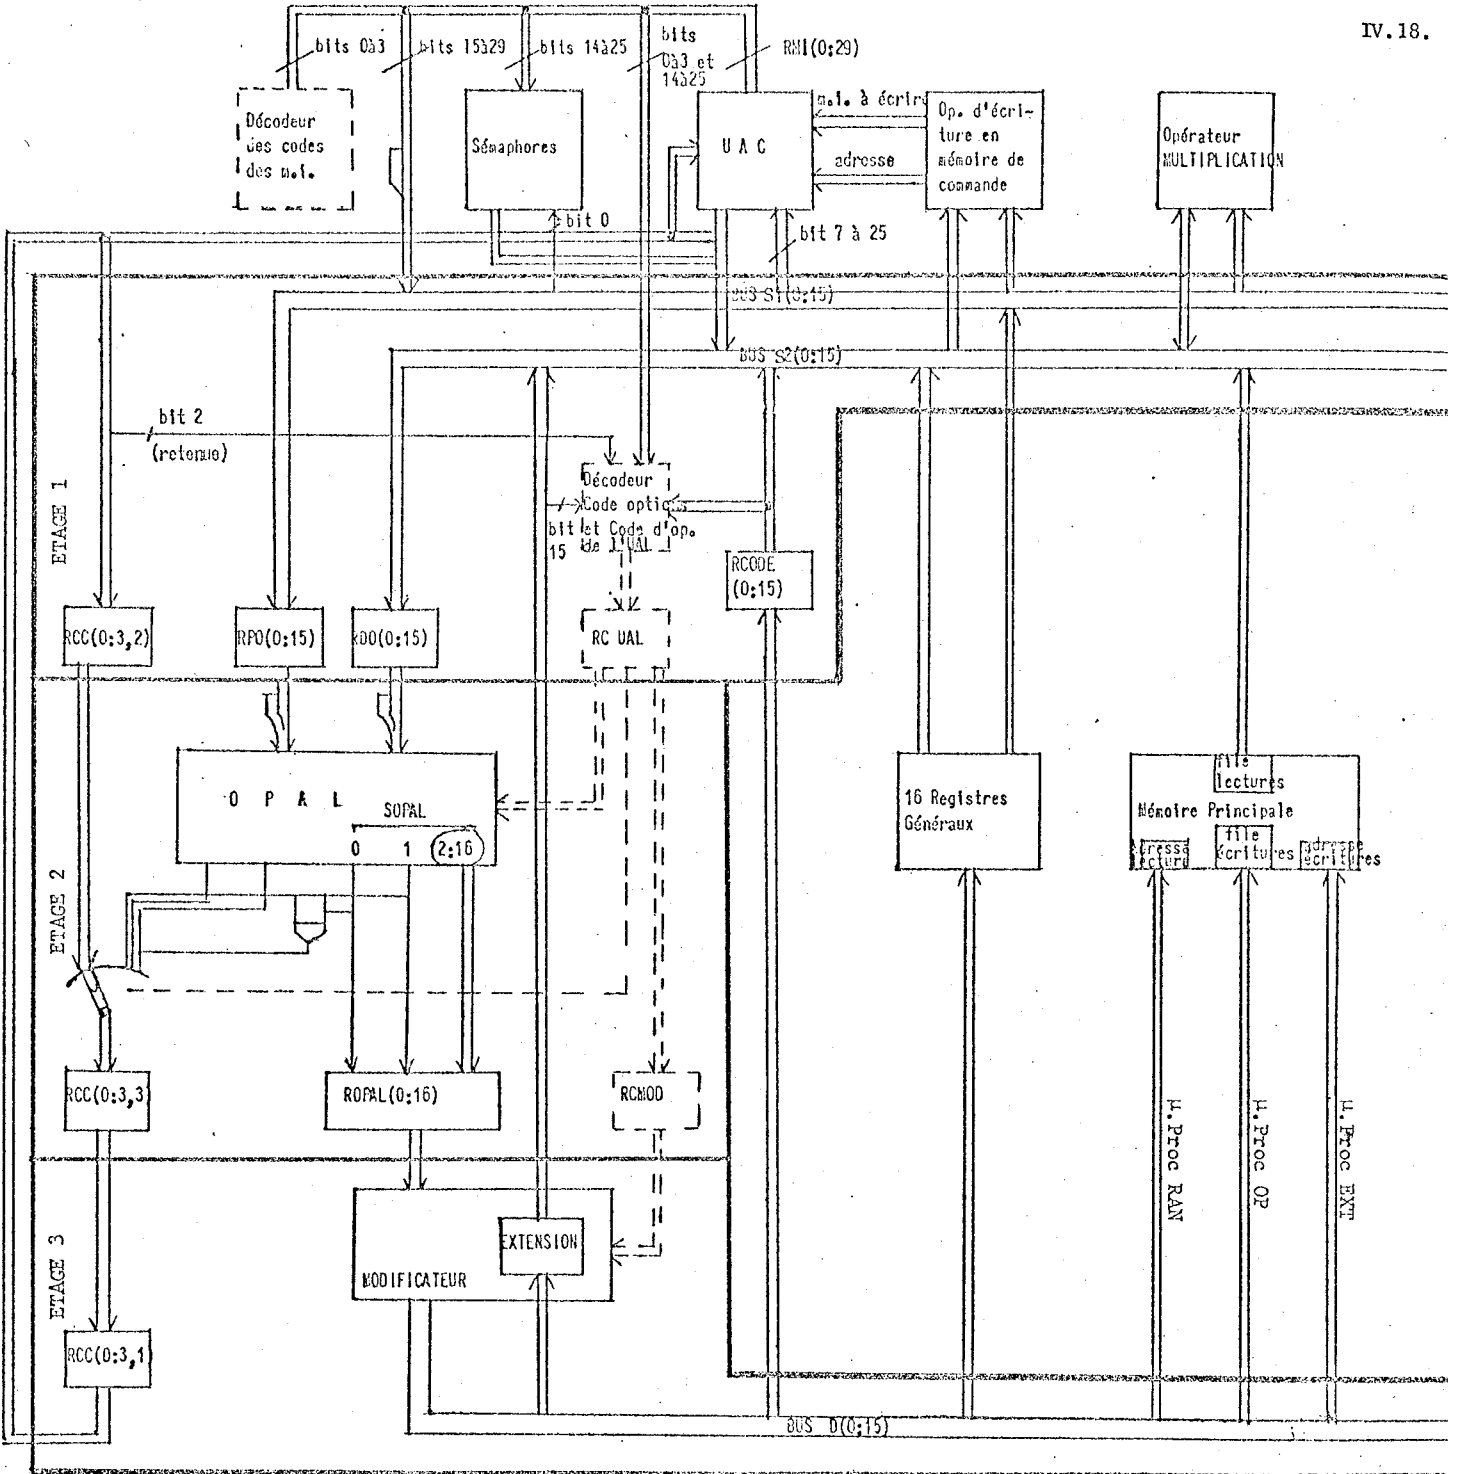 IV.18.
bits 0à3
bits 15à29
bits 14à25
bits
0à3 et
14à25
RMI(0:29)
Décodeur
des codes
des m.i.
Sémaphores
U A C
m.i. à écrire
adresse
Op. d'écri-
ture en
mémoire de
commande
Opérateur
MULTIPLICATION
bit 0
bit 7 à 25
BUS S1(0:15)
BUS S2(0:15)
bit 2
(retenue)
ETAGE 1
Décodeur
Code option
et Code d'op.
de l'UAL
bit
15
RCODE
(0:15)
RCC(0:3,2)
RPO(0:15)
RDO(0:15)
RC UAL
O P A L
SOPAL
0 1 2:16
16 Registres
Généraux
file
lectures
Mémoire Principale
adresse
lecture
file
écritures
adresse
écritures
ETAGE 2
RCC(0:3,3
ROPAL(0:16)
RCMOD
µ.Proc RAN
µ.Proc OP
µ.Proc EXT
ETAGE 3
EXTENSION
MODIFICATEUR
RCC(0:3,1
BUS D(0:15)